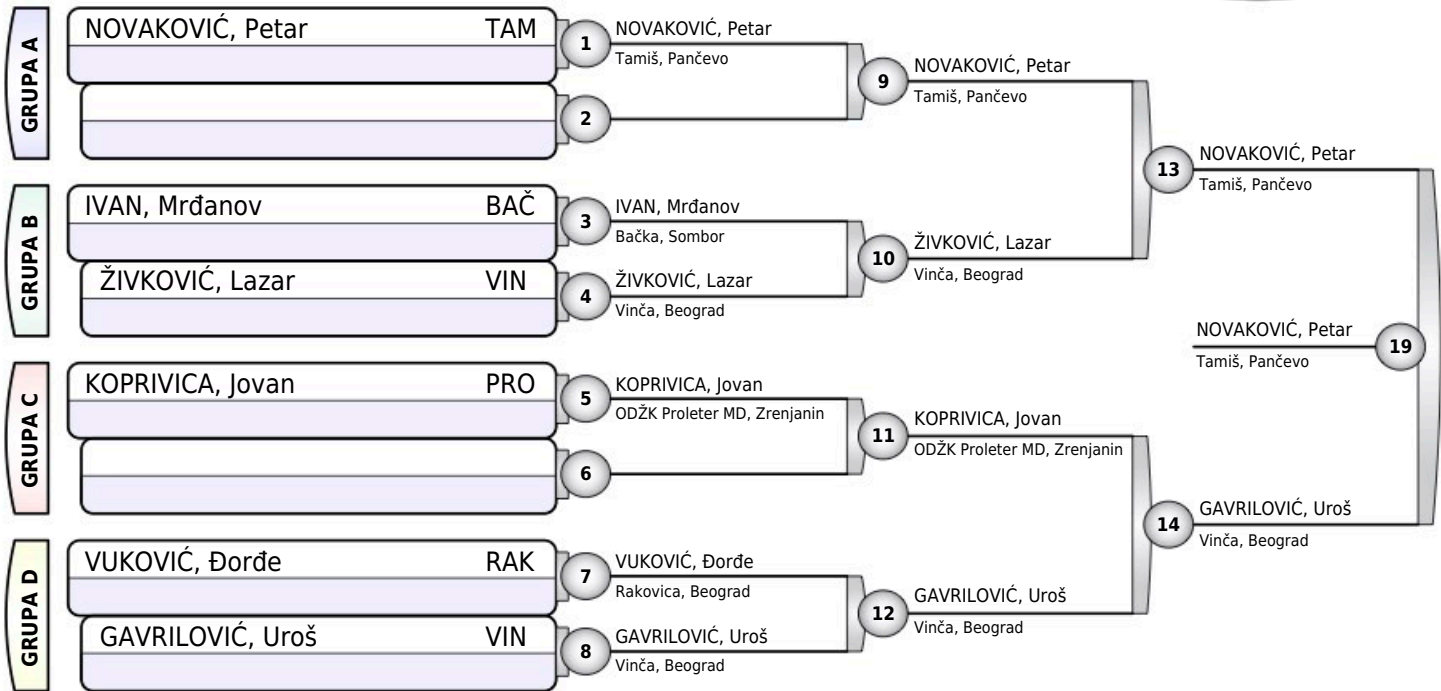 GRUPA A
NOVAKOVIĆ, Petar TAM
1
2
NOVAKOVIĆ, Petar
Tamiš, Pančevo
9
NOVAKOVIĆ, Petar
Tamiš, Pančevo
GRUPA B
IVAN, Mrđanov BAČ
ŽIVKOVIĆ, Lazar VIN
3
4
IVAN, Mrđanov
Bačka, Sombor
ŽIVKOVIĆ, Lazar
Vinča, Beograd
10
ŽIVKOVIĆ, Lazar
Vinča, Beograd
13
NOVAKOVIĆ, Petar
Tamiš, Pančevo
GRUPA C
KOPRIVICA, Jovan PRO
5
6
KOPRIVICA, Jovan
ODŽK Proleter MD, Zrenjanin
11
KOPRIVICA, Jovan
ODŽK Proleter MD, Zrenjanin
GRUPA D
VUKOVIĆ, Đorđe RAK
GAVRILOVIĆ, Uroš VIN
7
8
VUKOVIĆ, Đorđe
Rakovica, Beograd
GAVRILOVIĆ, Uroš
Vinča, Beograd
12
GAVRILOVIĆ, Uroš
Vinča, Beograd
14
GAVRILOVIĆ, Uroš
Vinča, Beograd
NOVAKOVIĆ, Petar
Tamiš, Pančevo
19